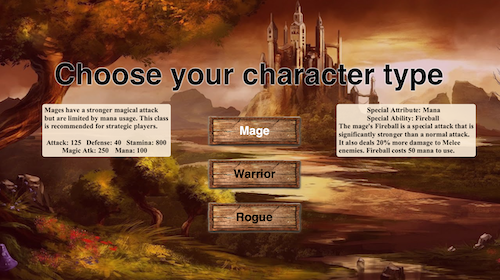 Choose your character type
Mages have a stronger magical attack
but are limited by mana usage. This class
is recommended for strategic players.
Attack: 125 Defense: 40 Stamina: 800
Magic Atk: 250 Mana: 100
Special Attribute: Mana
Special Ability: Fireball
The mage's Fireball is a special attack that is
significantly stronger than a normal attack.
It also deals 20% more damage to Melee
enemies. Fireball costs 50 mana to use.
Mage
Warrior
Rogue